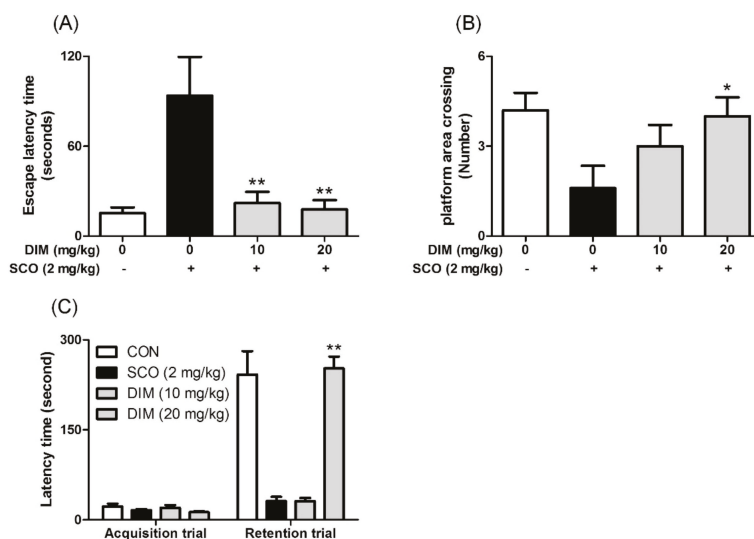 (A)
120
60
0
Escape latency time
(seconds)
** **
DIM (mg/kg) 0 0 10 20
SCO (2 mg/kg) - + + +
(B)
6
3
0
platform area crossing
(Number)
*
DIM (mg/kg) 0 0 10 20
SCO (2 mg/kg) - + + +
(C)
300
150
0
Latency time (second)
CON
SCO (2 mg/kg)
DIM (10 mg/kg)
DIM (20 mg/kg)
**
Acquisition trial Retention trial